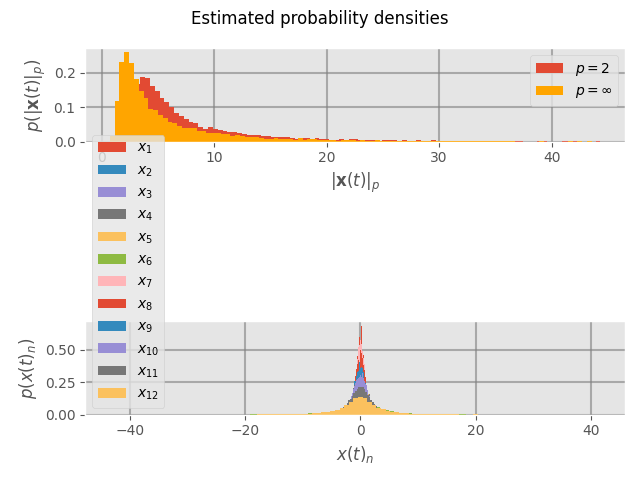 Estimated probability densities
p(|x(t)|_p)
0.2
0.1
0.0
p = 2
p = ∞
0
10
20
30
40
|x(t)|_p
x_1
x_2
x_3
x_4
x_5
x_6
x_7
x_8
x_9
x_10
x_11
x_12
p(x(t)_n)
0.50
0.25
0.00
−40
−20
0
20
40
x(t)_n